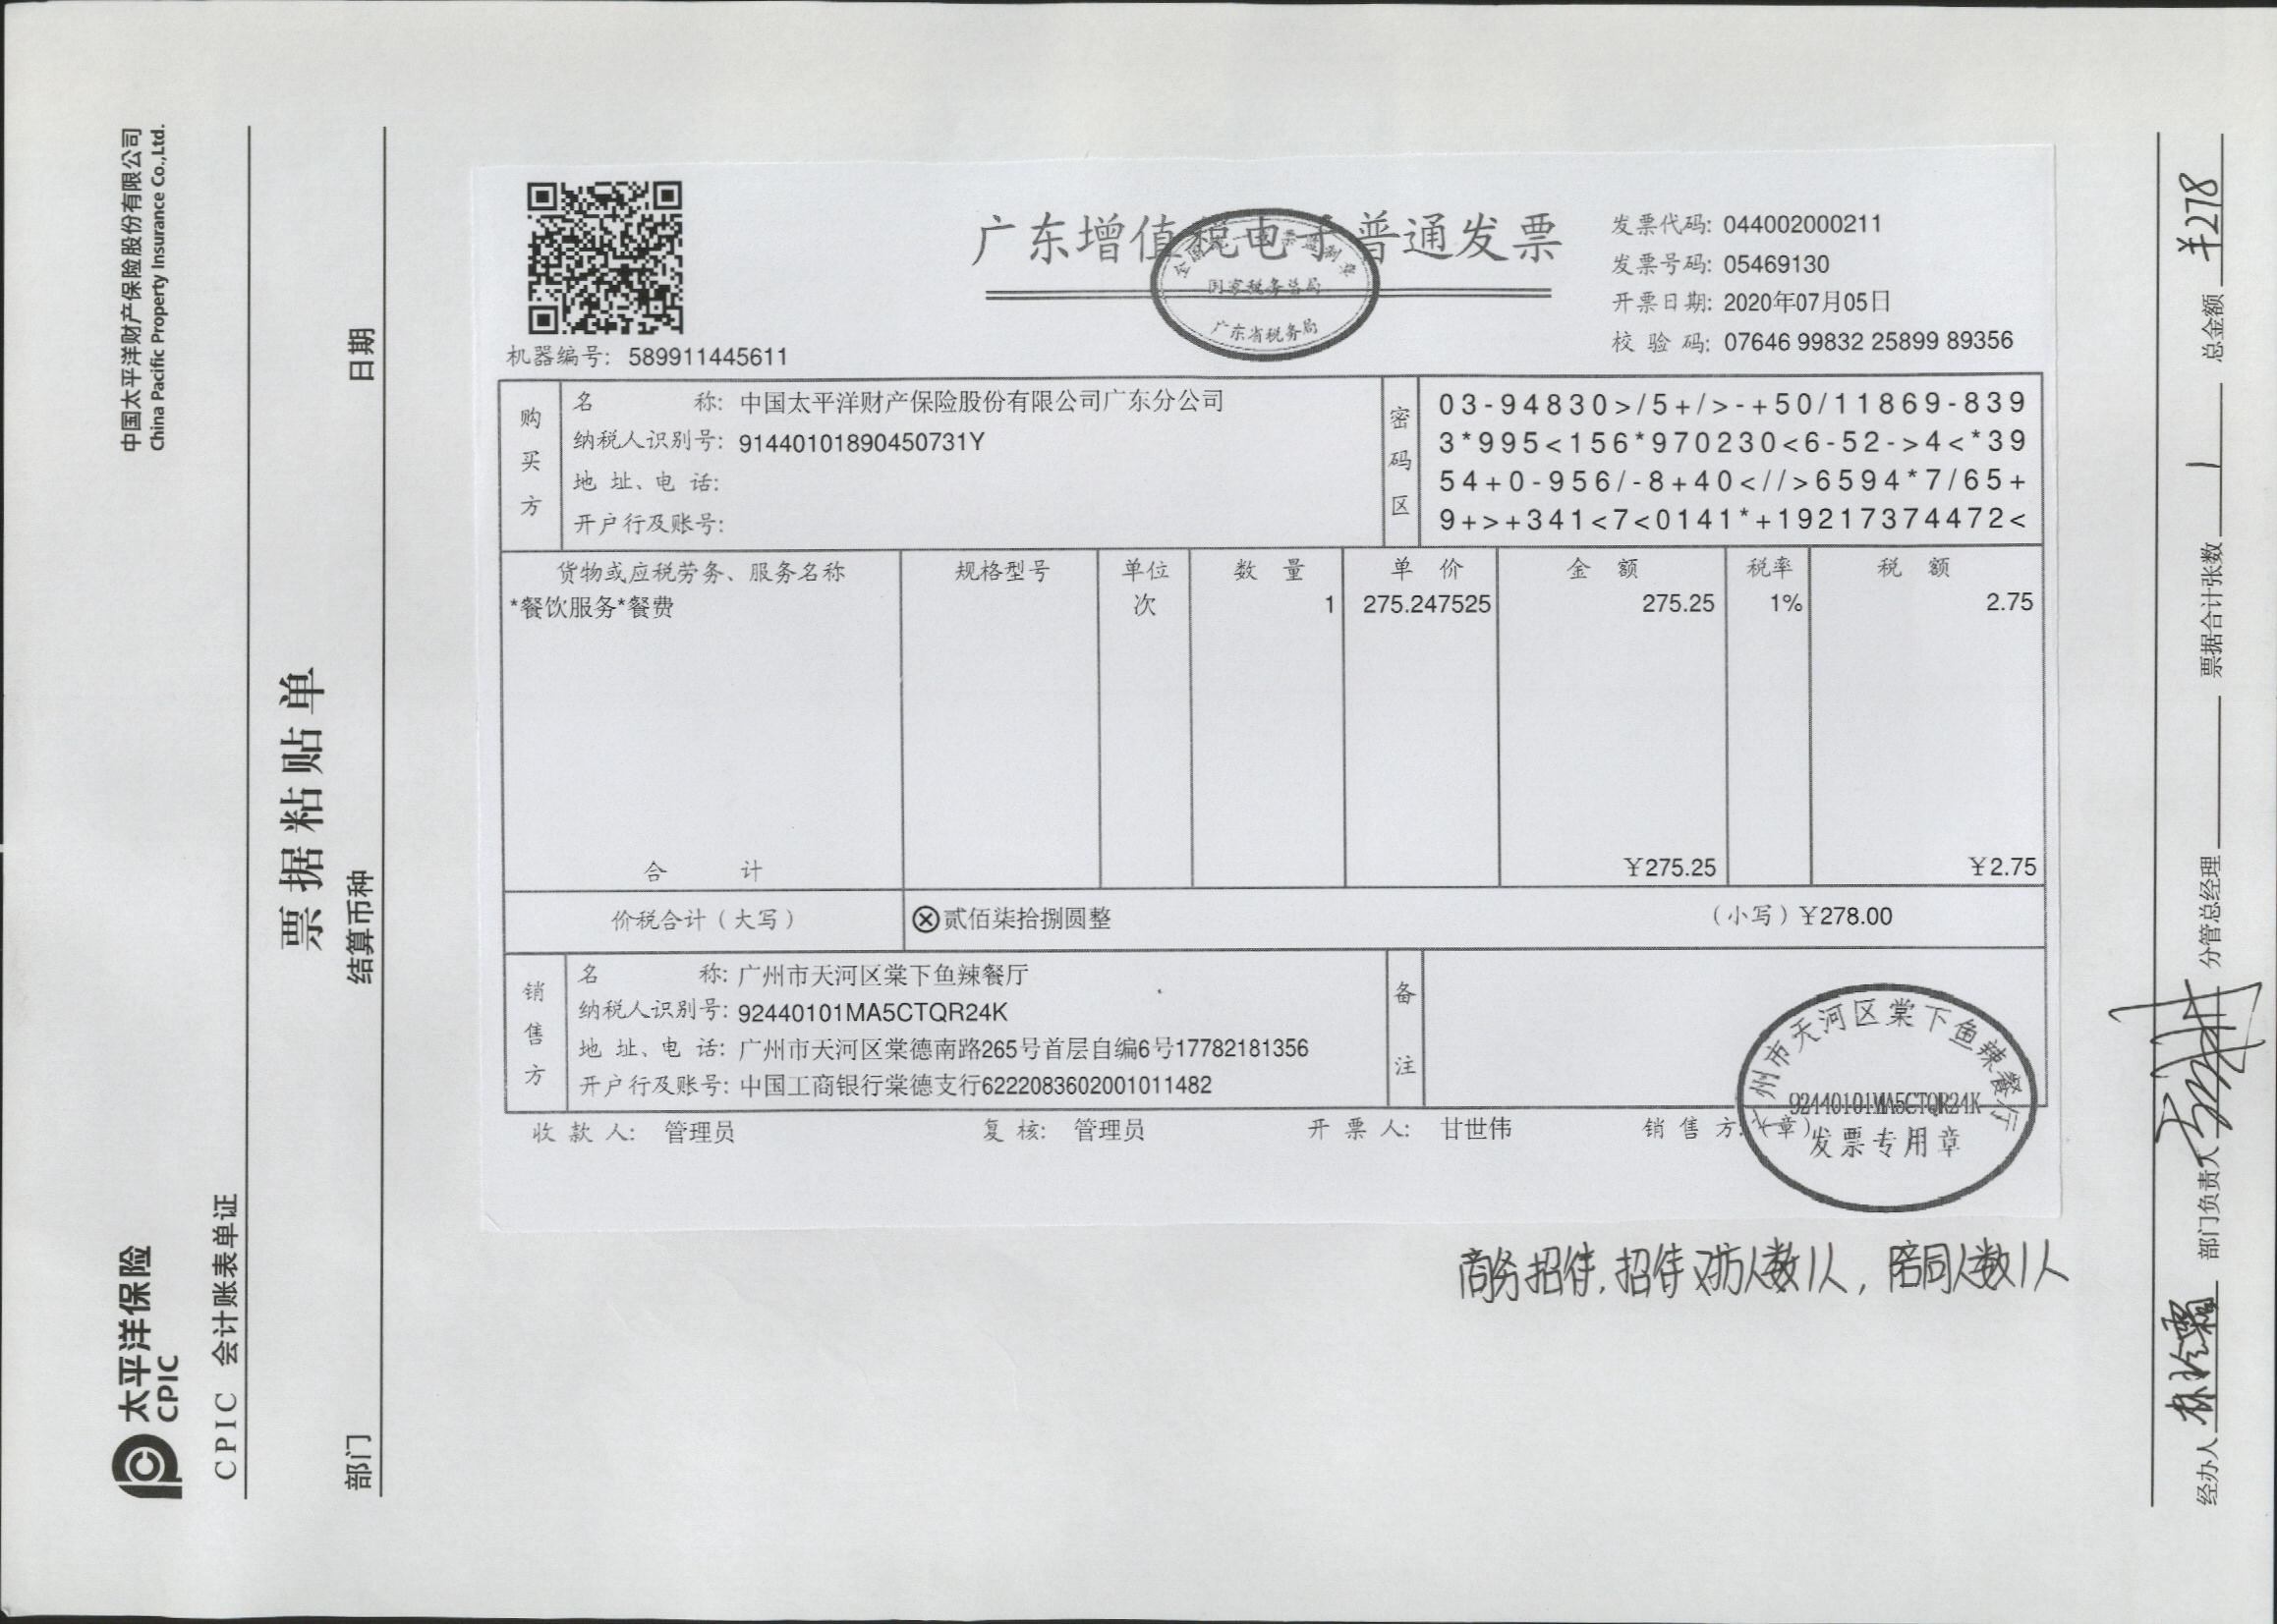 太平洋保险
CPIC
中国太平洋财产保险股份有限公司
China Pacific Property Insurance Co.,Ltd.
CPIC 会计账表单证
票据粘贴单
部门 结算币种 日期
广东增值税电子普通发票
国家税务总局
广东省税务局
发票代码: 044002000211
发票号码: 05469130
开票日期: 2020年07月05日
校验码: 07646 99832 25899 89356
机器编号: 589911445611
购买方
名称: 中国太平洋财产保险股份有限公司广东分公司
纳税人识别号: 91440101890450731Y
地址、电话:
开户行及账号:
密码区
03-94830>/5+/>-+50/11869-839
3*995<156*970230<6-52->4<*39
54+0-956/-8+40<//>6594*7/65+
9+>+341<7<0141*+19217374472<
货物或应税劳务、服务名称 规格型号 单位 数量 单价 金额 税率 税额
*餐饮服务*餐费 次 1 275.247525 275.25 1% 2.75
合计 ¥275.25 ¥2.75
价税合计(大写) ⊗贰佰柒拾捌圆整 (小写)¥278.00
销售方
名称: 广州市天河区棠下鱼辣餐厅
纳税人识别号: 92440101MA5CTQR24K
地址、电话: 广州市天河区棠德南路265号首层自编6号17782181356
开户行及账号: 中国工商银行棠德支行6222083602001011482
备注
收款人: 管理员 复核: 管理员 开票人: 甘世伟 销售方:(章)
广州市天河区棠下鱼辣餐厅
92440101MA5CTQR24K
发票专用章
商务招待,招待对方人数1人,陪同人数1人
经办人 部门负责人 分管总经理 票据合计张数 1 总金额 ¥278